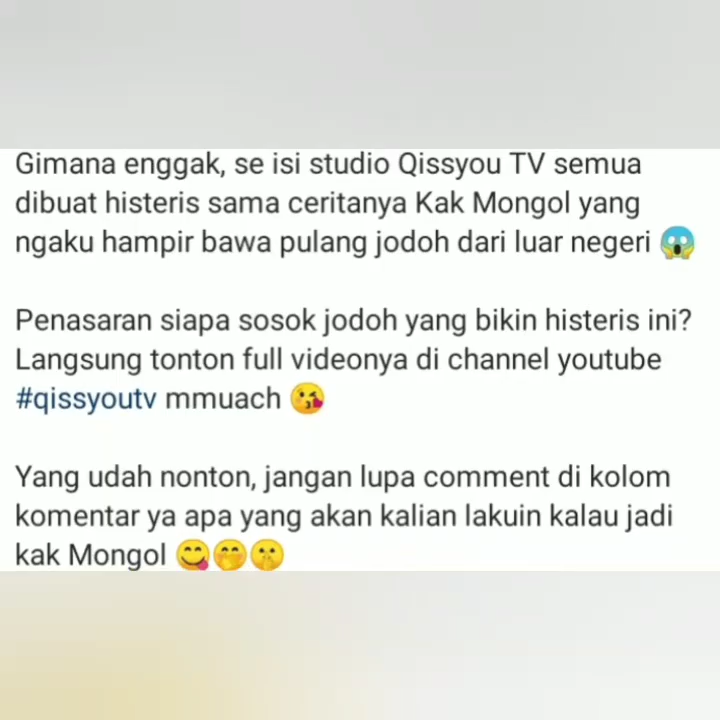 Gimana enggak, se isi studio Qissyou TV semua
dibuat histeris sama ceritanya Kak Mongol yang
ngaku hampir bawa pulang jodoh dari luar negeri 😱
Penasaran siapa sosok jodoh yang bikin histeris ini?
Langsung tonton full videonya di channel youtube
#qissyoutv mmuach 😘
Yang udah nonton, jangan lupa comment di kolom
komentar ya apa yang akan kalian lakuin kalau jadi
kak Mongol 😋🤭🤫